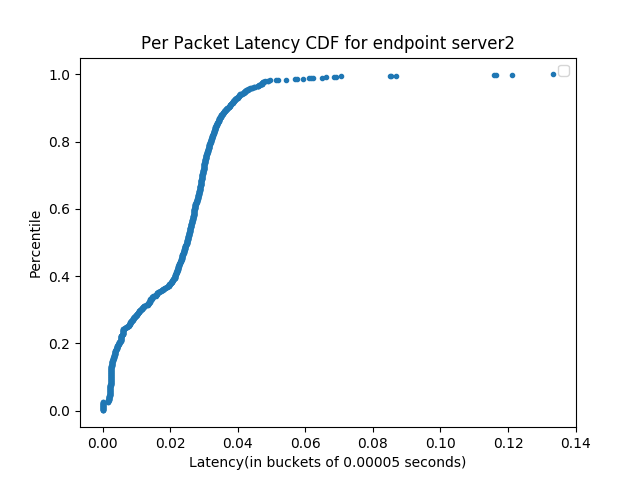 Per Packet Latency CDF for endpoint server2
1.0
0.8
0.6
0.4
0.2
0.0
Percentile
0.00 0.02 0.04 0.06 0.08 0.10 0.12 0.14
Latency(in buckets of 0.00005 seconds)